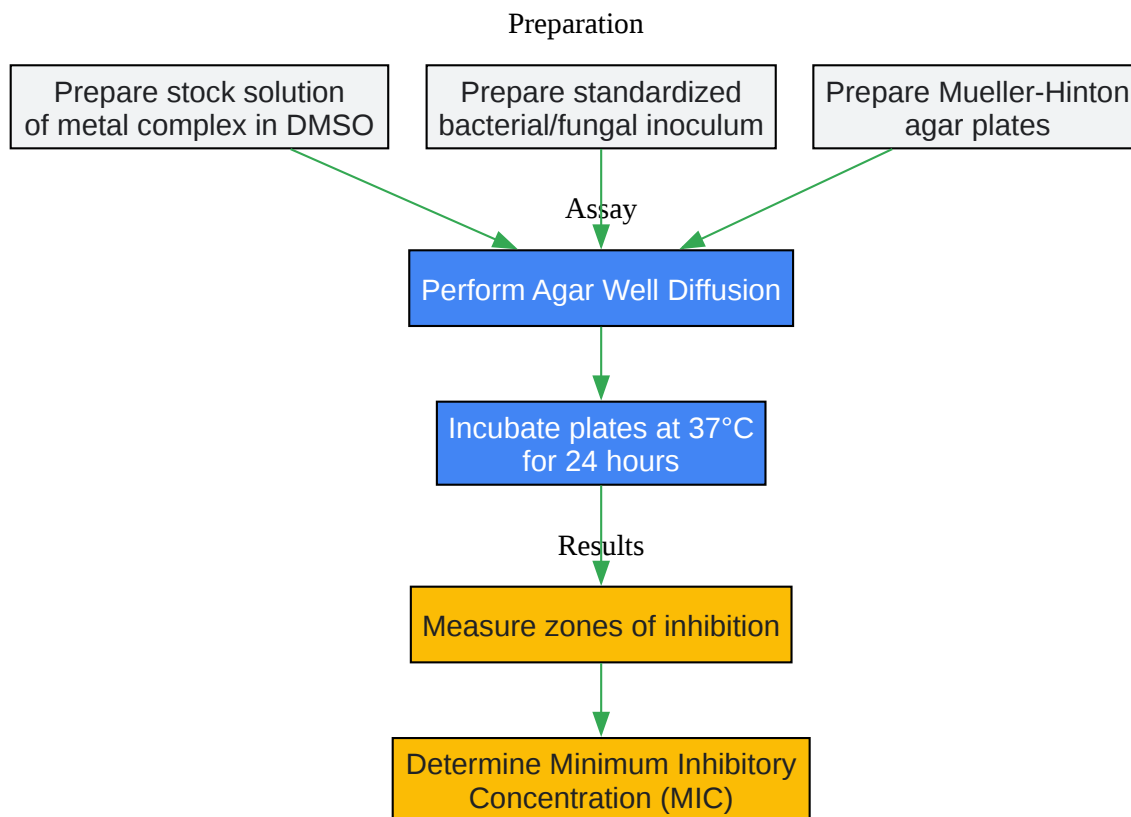 Preparation
Prepare stock solution
of metal complex in DMSO
Prepare standardized
bacterial/fungal inoculum
Prepare Mueller-Hinton
agar plates
Assay
Perform Agar Well Diffusion
Incubate plates at 37°C
for 24 hours
Results
Measure zones of inhibition
Determine Minimum Inhibitory
Concentration (MIC)